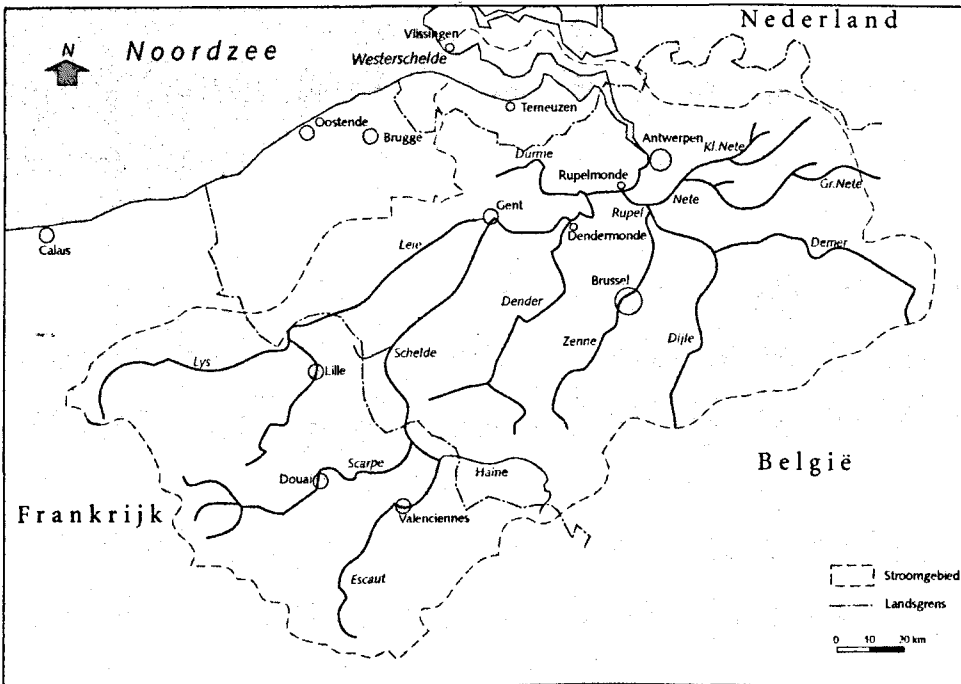 Nederland
Vlissingen
Noordzee
N
Westerschelde
Terneuzen
Oostende
Brugge
Antwerpen
Kl.Nete
Durme
Rupelmonde
Gr.Nete
Nete
Gent
Rupel
Dendermonde
Leie
Demer
Calais
Brussel
Dender
Zenne
Dijle
Schelde
Lys
Lille
Scarpe
Haine
België
Douai
Frankrijk
Valenciennes
Escaut
Stroomgebied
Landsgrens
0 10 20 km